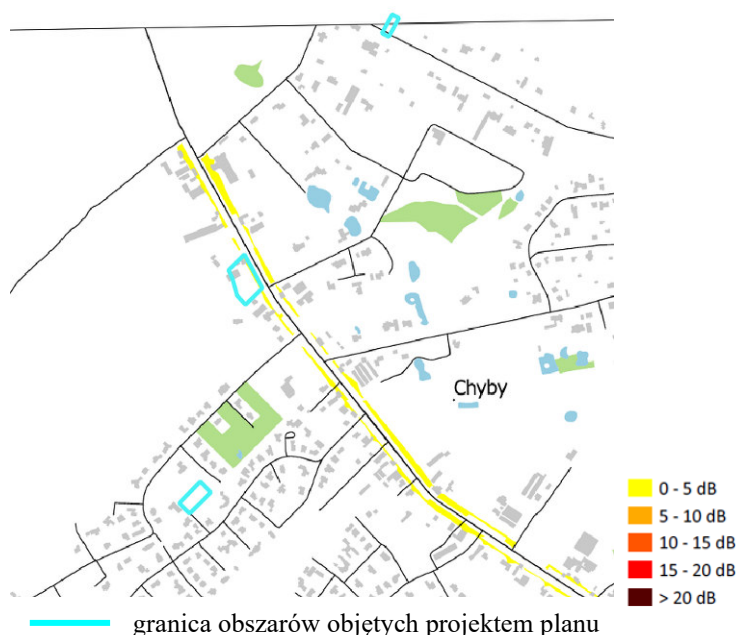 Chyby
0 - 5 dB
5 - 10 dB
10 - 15 dB
15 - 20 dB
> 20 dB
granica obszarów objętych projektem planu